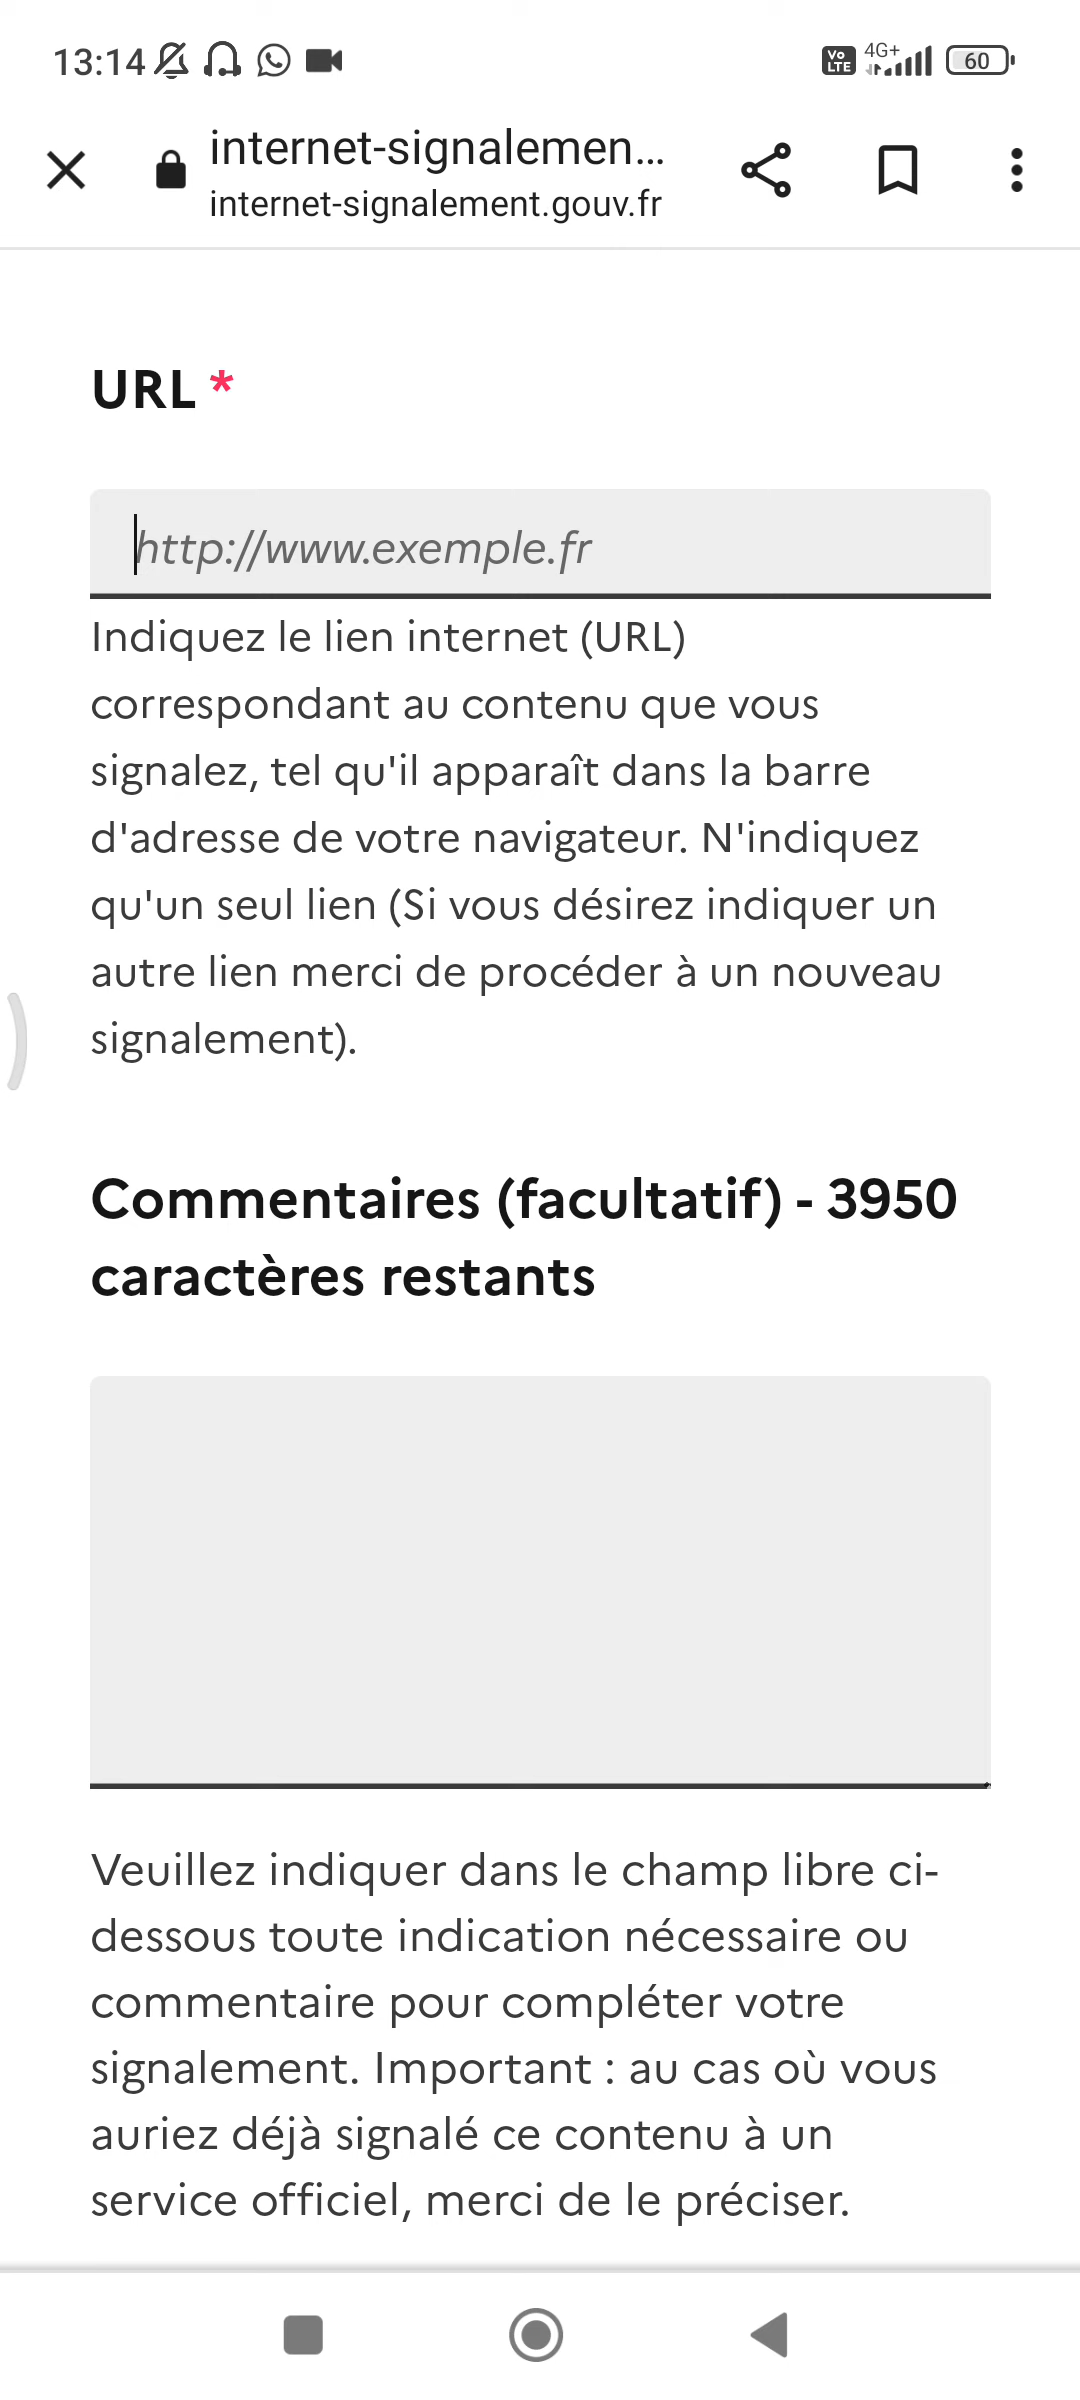 13:14 Vo LTE 4G+ 60
internet-signalemen...
internet-signalement.gouv.fr
URL *
http://www.exemple.fr
Indiquez le lien internet (URL)
correspondant au contenu que vous
signalez, tel qu'il apparaît dans la barre
d'adresse de votre navigateur. N'indiquez
qu'un seul lien (Si vous désirez indiquer un
autre lien merci de procéder à un nouveau
signalement).
Commentaires (facultatif) - 3950
caractères restants
Veuillez indiquer dans le champ libre ci-
dessous toute indication nécessaire ou
commentaire pour compléter votre
signalement. Important : au cas où vous
auriez déjà signalé ce contenu à un
service officiel, merci de le préciser.